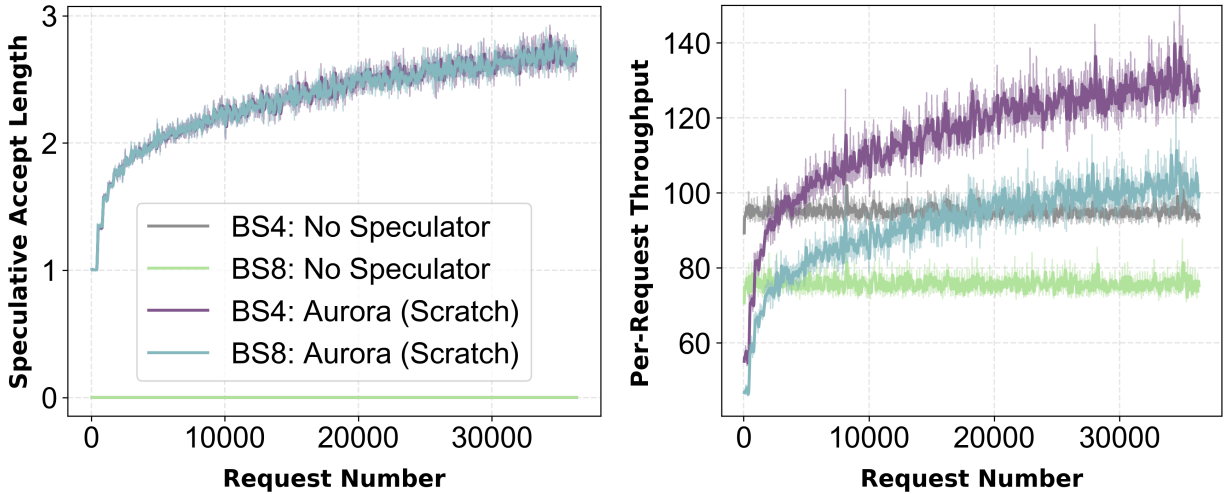 Speculative Accept Length
3
2
1
0
BS4: No Speculator
BS8: No Speculator
BS4: Aurora (Scratch)
BS8: Aurora (Scratch)
0 10000 20000 30000
Request Number
Per-Request Throughput
140
120
100
80
60
0 10000 20000 30000
Request Number